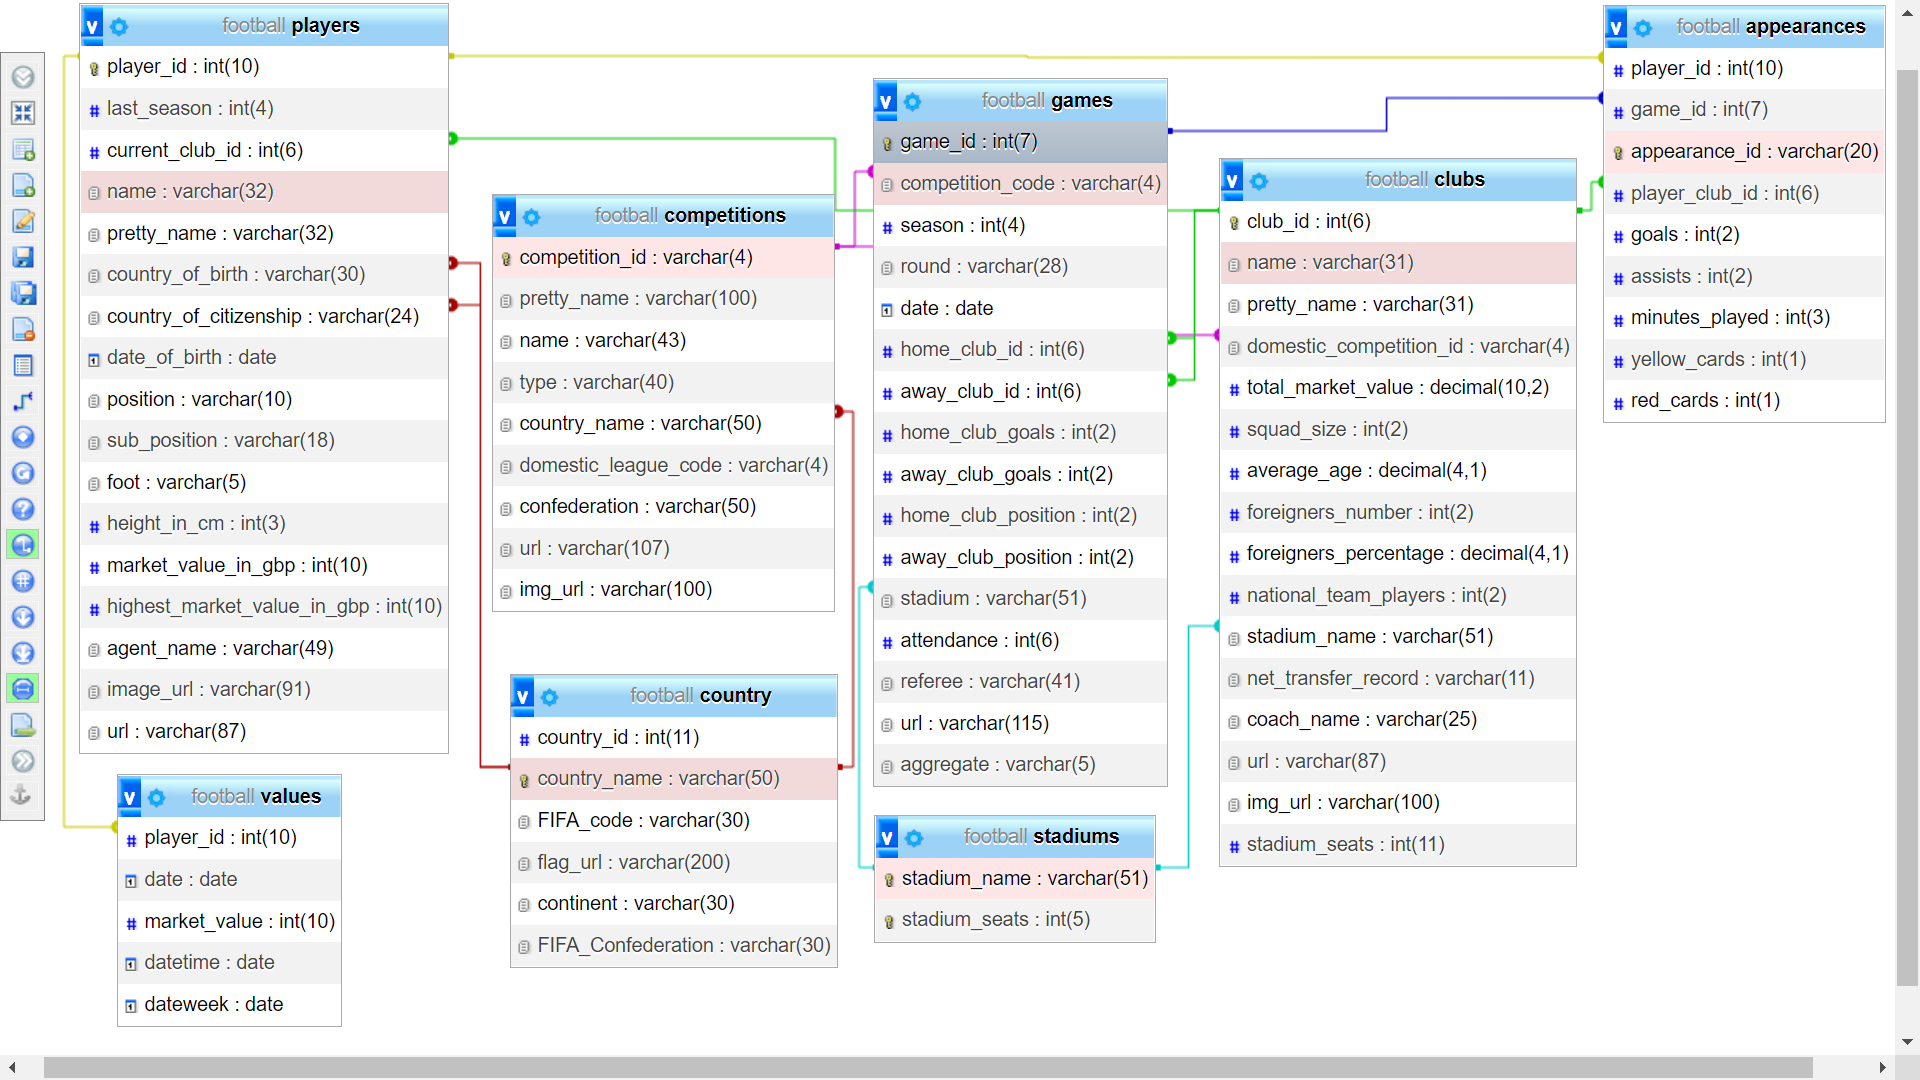 football players
player_id : int(10)
last_season : int(4)
current_club_id : int(6)
name : varchar(32)
pretty_name : varchar(32)
country_of_birth : varchar(30)
country_of_citizenship : varchar(24)
date_of_birth : date
position : varchar(10)
sub_position : varchar(18)
foot : varchar(5)
height_in_cm : int(3)
market_value_in_gbp : int(10)
highest_market_value_in_gbp : int(10)
agent_name : varchar(49)
image_url : varchar(91)
url : varchar(87)
football values
player_id : int(10)
date : date
market_value : int(10)
datetime : date
dateweek : date
football competitions
competition_id : varchar(4)
pretty_name : varchar(100)
name : varchar(43)
type : varchar(40)
country_name : varchar(50)
domestic_league_code : varchar(4)
confederation : varchar(50)
url : varchar(107)
img_url : varchar(100)
football country
country_id : int(11)
country_name : varchar(50)
FIFA_code : varchar(30)
flag_url : varchar(200)
continent : varchar(30)
FIFA_Confederation : varchar(30)
football games
game_id : int(7)
competition_code : varchar(4)
season : int(4)
round : varchar(28)
date : date
home_club_id : int(6)
away_club_id : int(6)
home_club_goals : int(2)
away_club_goals : int(2)
home_club_position : int(2)
away_club_position : int(2)
stadium : varchar(51)
attendance : int(6)
referee : varchar(41)
url : varchar(115)
aggregate : varchar(5)
football stadiums
stadium_name : varchar(51)
stadium_seats : int(5)
football clubs
club_id : int(6)
name : varchar(31)
pretty_name : varchar(31)
domestic_competition_id : varchar(4)
total_market_value : decimal(10,2)
squad_size : int(2)
average_age : decimal(4,1)
foreigners_number : int(2)
foreigners_percentage : decimal(4,1)
national_team_players : int(2)
stadium_name : varchar(51)
net_transfer_record : varchar(11)
coach_name : varchar(25)
url : varchar(87)
img_url : varchar(100)
stadium_seats : int(11)
football appearances
player_id : int(10)
game_id : int(7)
appearance_id : varchar(20)
player_club_id : int(6)
goals : int(2)
assists : int(2)
minutes_played : int(3)
yellow_cards : int(1)
red_cards : int(1)